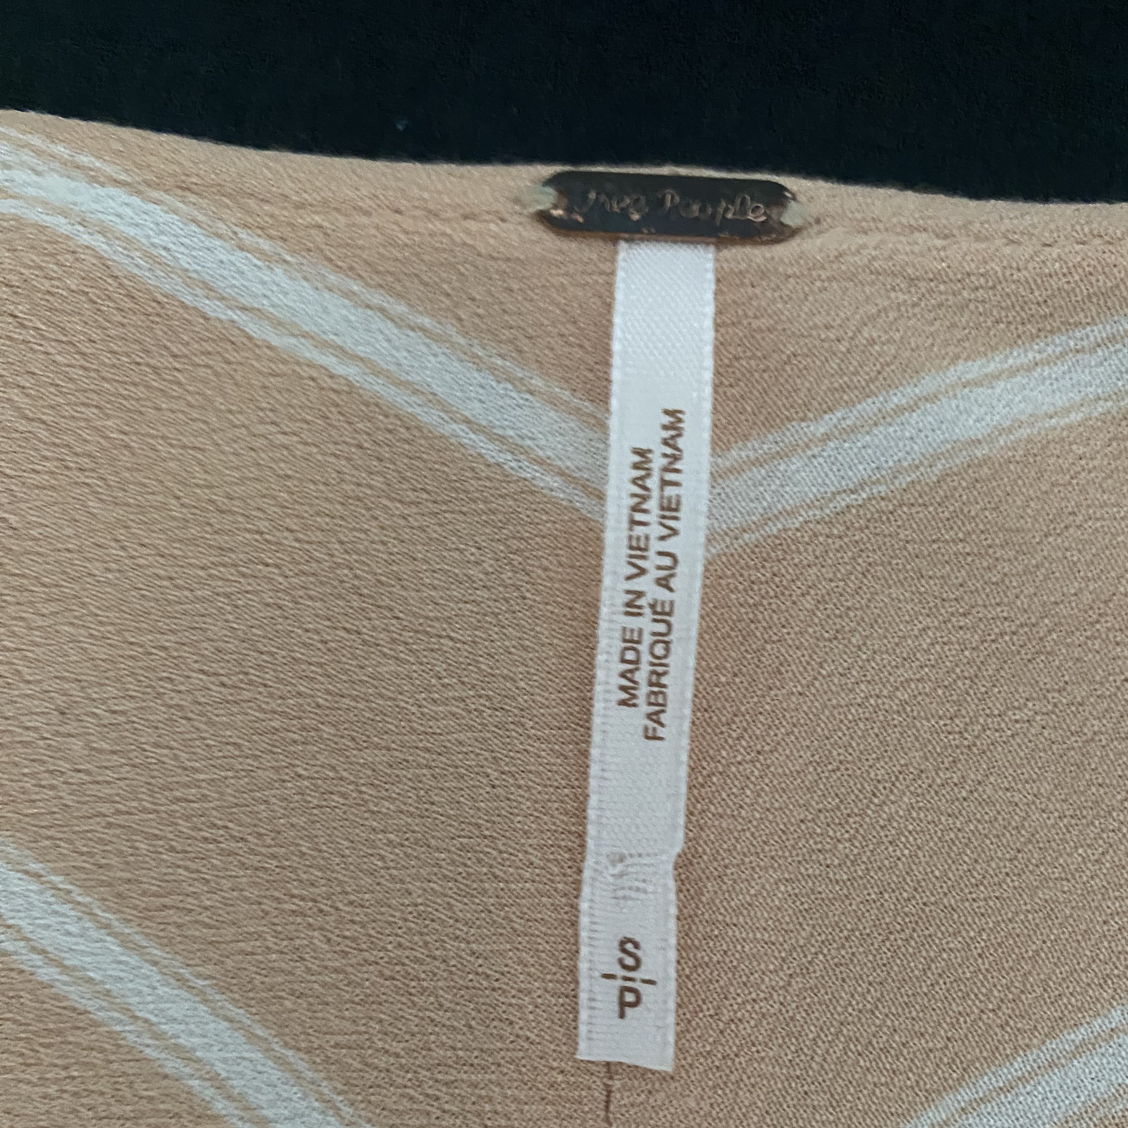 Free People
MADE IN VIETNAM
FABRIQUÉ AU VIETNAM
P/S